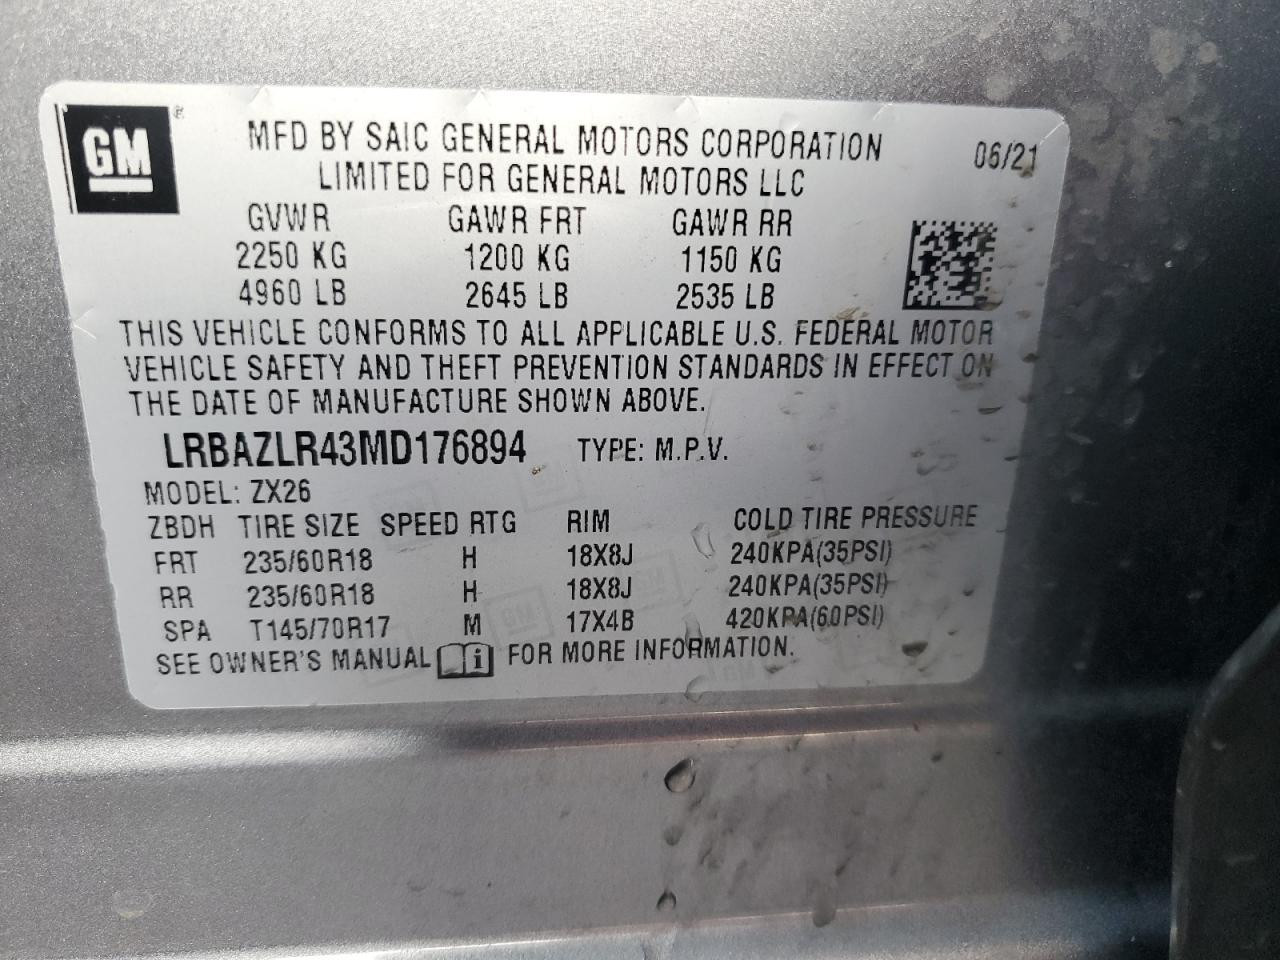 GM ®
MFD BY SAIC GENERAL MOTORS CORPORATION 06/21
LIMITED FOR GENERAL MOTORS LLC
GVWR GAWR FRT GAWR RR
2250 KG 1200 KG 1150 KG
4960 LB 2645 LB 2535 LB
THIS VEHICLE CONFORMS TO ALL APPLICABLE U.S. FEDERAL MOTOR
VEHICLE SAFETY AND THEFT PREVENTION STANDARDS IN EFFECT ON
THE DATE OF MANUFACTURE SHOWN ABOVE.
LRBAZLR43MD176894 TYPE: M.P.V.
MODEL: ZX26
ZBDH TIRE SIZE SPEED RTG RIM COLD TIRE PRESSURE
FRT 235/60R18 H 18X8J 240KPA(35PSI)
RR 235/60R18 H 18X8J 240KPA(35PSI)
SPA T145/70R17 M 17X4B 420KPA(60PSI)
SEE OWNER'S MANUAL i FOR MORE INFORMATION.